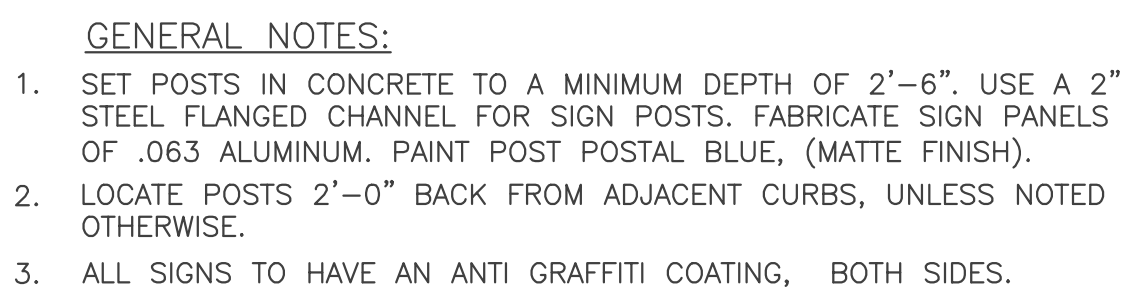 GENERAL NOTES:
1. SET POSTS IN CONCRETE TO A MINIMUM DEPTH OF 2'-6". USE A 2"
STEEL FLANGED CHANNEL FOR SIGN POSTS. FABRICATE SIGN PANELS
OF .063 ALUMINUM. PAINT POST POSTAL BLUE, (MATTE FINISH).
2. LOCATE POSTS 2'-0" BACK FROM ADJACENT CURBS, UNLESS NOTED
OTHERWISE.
3. ALL SIGNS TO HAVE AN ANTI GRAFFITI COATING, BOTH SIDES.